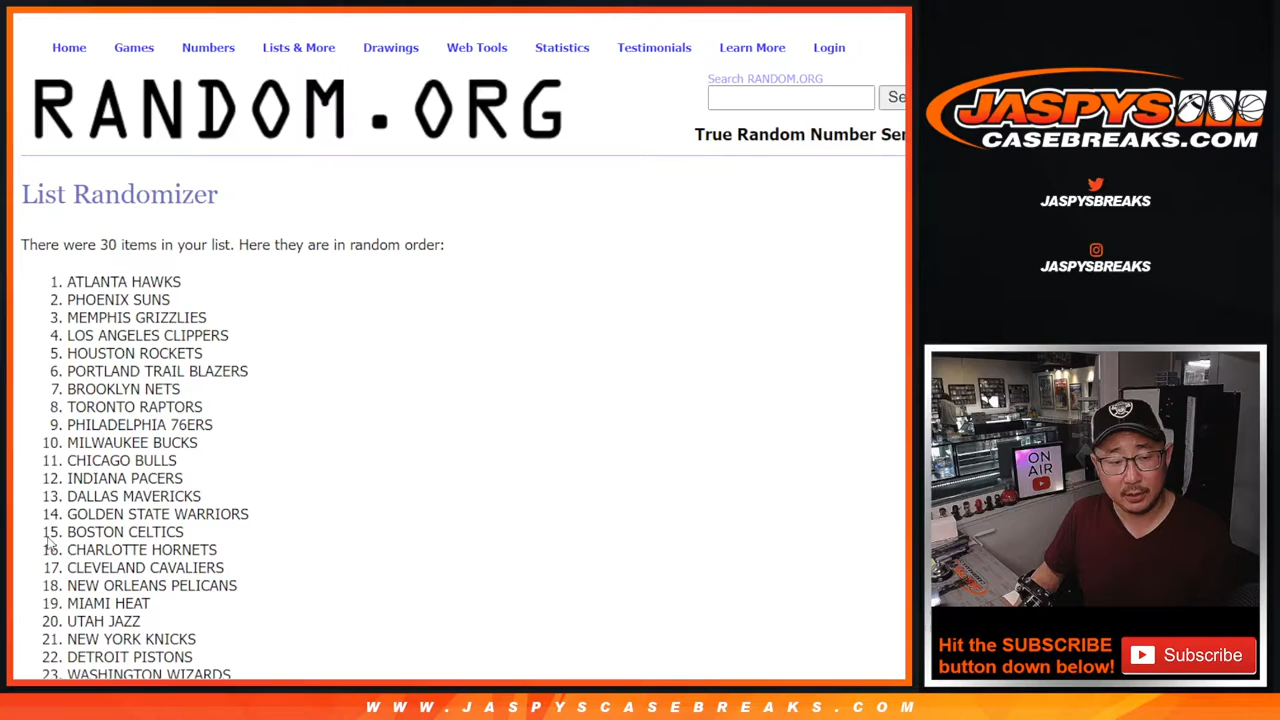 Home Games Numbers Lists & More Drawings Web Tools Statistics Testimonials Learn More Login
RANDOM.ORG
Search RANDOM.ORG
Se
True Random Number Ser
List Randomizer
There were 30 items in your list. Here they are in random order:
1. ATLANTA HAWKS
2. PHOENIX SUNS
3. MEMPHIS GRIZZLIES
4. LOS ANGELES CLIPPERS
5. HOUSTON ROCKETS
6. PORTLAND TRAIL BLAZERS
7. BROOKLYN NETS
8. TORONTO RAPTORS
9. PHILADELPHIA 76ERS
10. MILWAUKEE BUCKS
11. CHICAGO BULLS
12. INDIANA PACERS
13. DALLAS MAVERICKS
14. GOLDEN STATE WARRIORS
15. BOSTON CELTICS
16. CHARLOTTE HORNETS
17. CLEVELAND CAVALIERS
18. NEW ORLEANS PELICANS
19. MIAMI HEAT
20. UTAH JAZZ
21. NEW YORK KNICKS
22. DETROIT PISTONS
23. WASHINGTON WIZARDS
JASPYS
CASEBREAKS.COM
JASPYSBREAKS
JASPYSBREAKS
ON
AIR
Hit the SUBSCRIBE
button down below!
Subscribe
WWW.JASPYSCASEBREAKS.COM